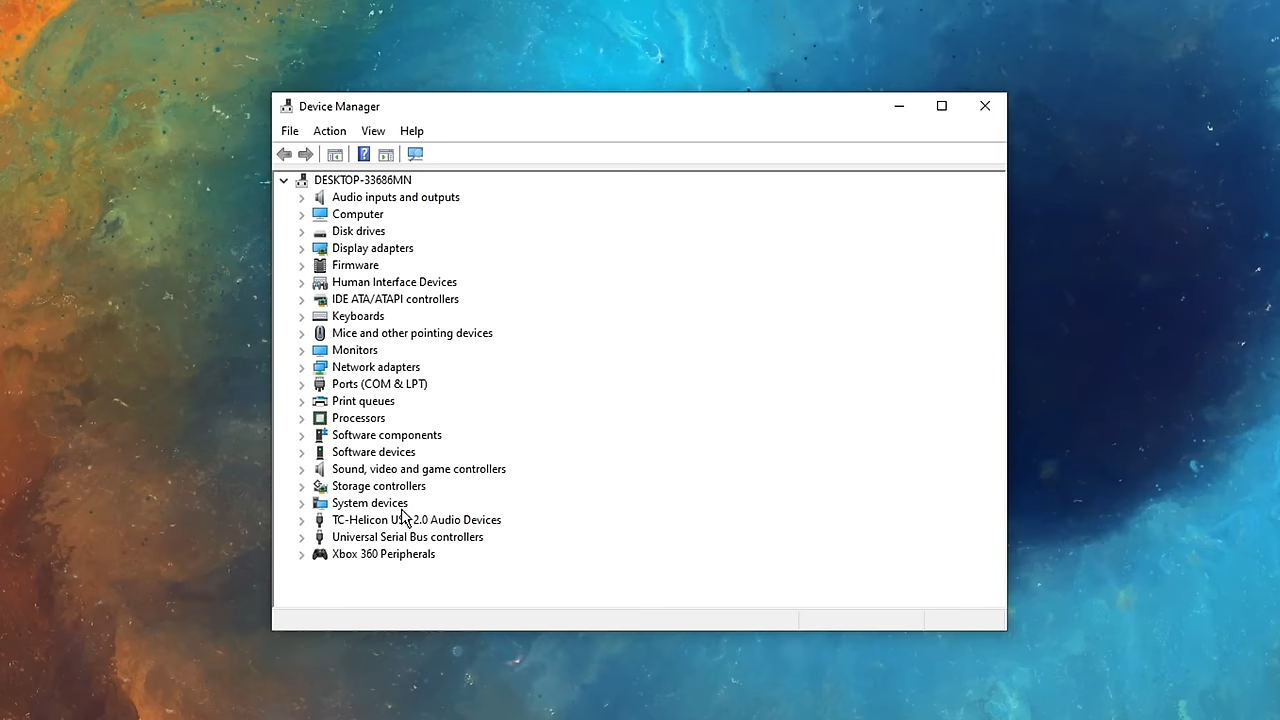 Device Manager
File Action View Help
DESKTOP-33686MN
Audio inputs and outputs
Computer
Disk drives
Display adapters
Firmware
Human Interface Devices
IDE ATA/ATAPI controllers
Keyboards
Mice and other pointing devices
Monitors
Network adapters
Ports (COM & LPT)
Print queues
Processors
Software components
Software devices
Sound, video and game controllers
Storage controllers
System devices
TC-Helicon USB 2.0 Audio Devices
Universal Serial Bus controllers
Xbox 360 Peripherals